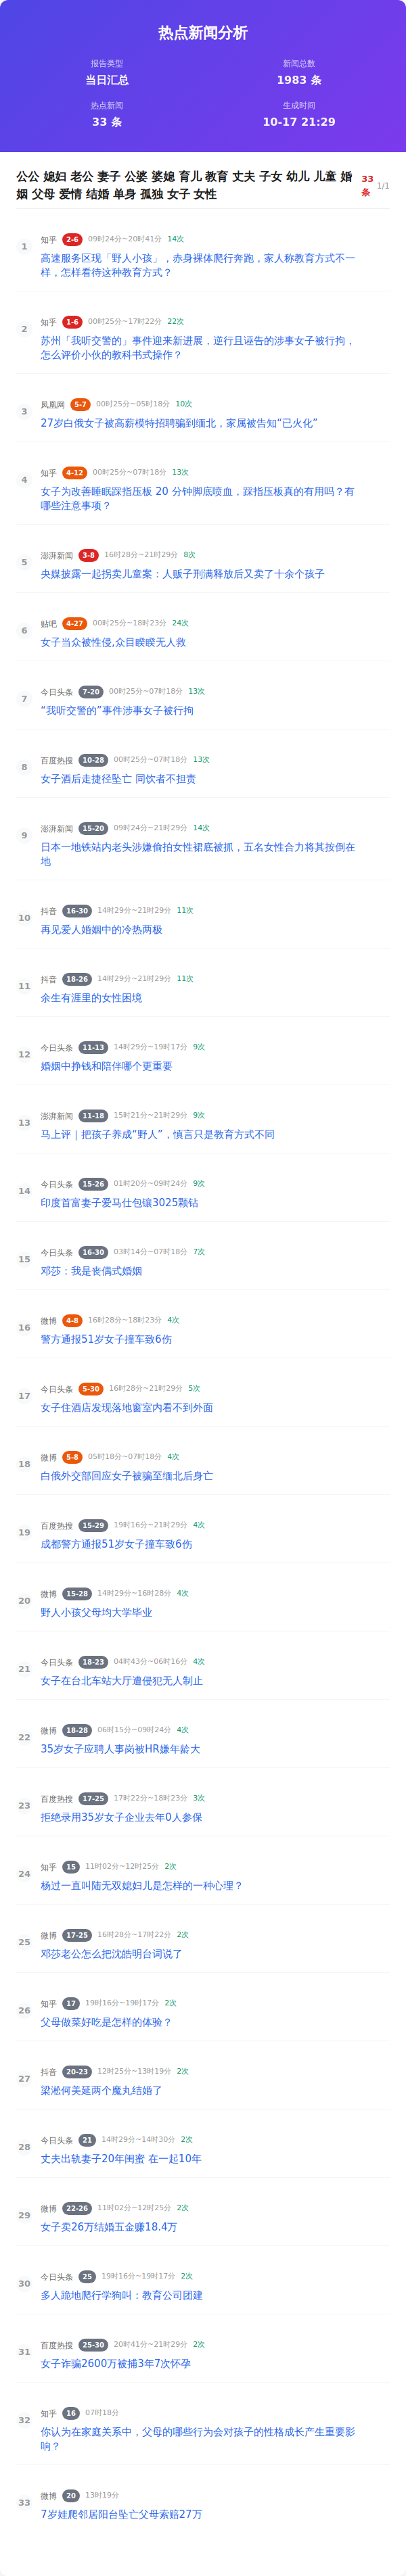 热点新闻分析
报告类型
当日汇总
新闻总数
1983 条
热点新闻
33 条
生成时间
10-17 21:29
公公 媳妇 老公 妻子 公婆 婆媳 育儿 教育 丈夫 子女 幼儿 儿童 婚
姻 父母 爱情 结婚 单身 孤独 女子 女性
33
条
1/1
1
知乎 2-6 09时24分~20时41分 14次
高速服务区现「野人小孩」，赤身裸体爬行奔跑，家人称教育方式不一
样，怎样看待这种教育方式？
2
知乎 1-6 00时25分~17时22分 22次
苏州「我听交警的」事件迎来新进展，逆行且诬告的涉事女子被行拘，
怎么评价小伙的教科书式操作？
3
凤凰网 5-7 00时25分~05时18分 10次
27岁白俄女子被高薪模特招聘骗到缅北，家属被告知“已火化”
4
知乎 4-12 00时25分~07时18分 13次
女子为改善睡眠踩指压板 20 分钟脚底喷血，踩指压板真的有用吗？有
哪些注意事项？
5
澎湃新闻 3-8 16时28分~21时29分 8次
央媒披露一起拐卖儿童案：人贩子刑满释放后又卖了十余个孩子
6
贴吧 4-27 00时25分~18时23分 24次
女子当众被性侵,众目睽睽无人救
7
今日头条 7-20 00时25分~07时18分 13次
“我听交警的”事件涉事女子被行拘
8
百度热搜 10-28 00时25分~07时18分 13次
女子酒后走捷径坠亡 同饮者不担责
9
澎湃新闻 15-20 09时24分~21时29分 14次
日本一地铁站内老头涉嫌偷拍女性裙底被抓，五名女性合力将其按倒在
地
10
抖音 16-30 14时29分~21时29分 11次
再见爱人婚姻中的冷热两极
11
抖音 18-26 14时29分~21时29分 11次
余生有涯里的女性困境
12
今日头条 11-13 14时29分~19时17分 9次
婚姻中挣钱和陪伴哪个更重要
13
澎湃新闻 11-18 15时21分~21时29分 9次
马上评｜把孩子养成“野人”，慎言只是教育方式不同
14
今日头条 15-26 01时20分~09时24分 9次
印度首富妻子爱马仕包镶3025颗钻
15
今日头条 16-30 03时14分~07时18分 7次
邓莎：我是丧偶式婚姻
16
微博 4-8 16时28分~18时23分 4次
警方通报51岁女子撞车致6伤
17
今日头条 5-30 16时28分~21时29分 5次
女子住酒店发现落地窗室内看不到外面
18
微博 5-8 05时18分~07时18分 4次
白俄外交部回应女子被骗至缅北后身亡
19
百度热搜 15-29 19时16分~21时29分 4次
成都警方通报51岁女子撞车致6伤
20
微博 15-28 14时29分~16时28分 4次
野人小孩父母均大学毕业
21
今日头条 18-23 04时43分~06时16分 4次
女子在台北车站大厅遭侵犯无人制止
22
微博 18-28 06时15分~09时24分 4次
35岁女子应聘人事岗被HR嫌年龄大
23
百度热搜 17-25 17时22分~18时23分 3次
拒绝录用35岁女子企业去年0人参保
24
知乎 15 11时02分~12时25分 2次
杨过一直叫陆无双媳妇儿是怎样的一种心理？
25
微博 17-25 16时28分~17时22分 2次
邓莎老公怎么把沈皓明台词说了
26
知乎 17 19时16分~19时17分 2次
父母做菜好吃是怎样的体验？
27
抖音 20-23 12时25分~13时19分 2次
梁淞何美延两个魔丸结婚了
28
今日头条 21 14时29分~14时30分 2次
丈夫出轨妻子20年闺蜜 在一起10年
29
微博 22-26 11时02分~12时25分 2次
女子卖26万结婚五金赚18.4万
30
今日头条 25 19时16分~19时17分 2次
多人跪地爬行学狗叫：教育公司团建
31
百度热搜 25-30 20时41分~21时29分 2次
女子诈骗2600万被捕3年7次怀孕
32
知乎 16 07时18分
你认为在家庭关系中，父母的哪些行为会对孩子的性格成长产生重要影
响？
33
微博 20 13时19分
7岁娃爬邻居阳台坠亡父母索赔27万